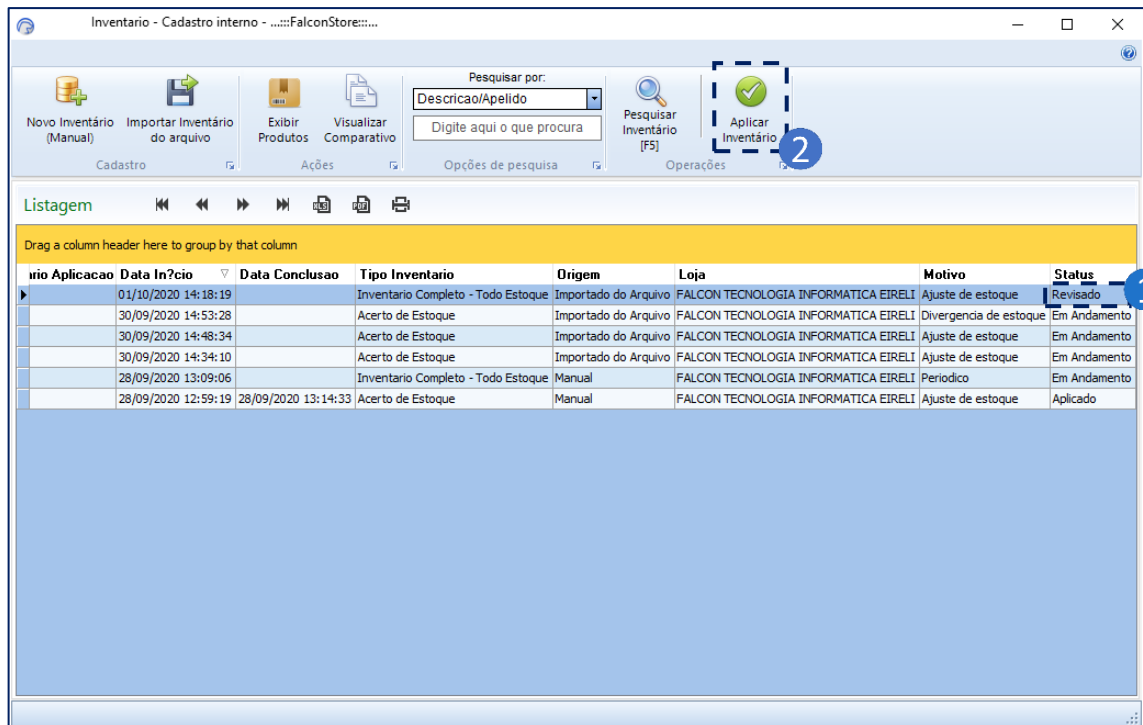 Inventario - Cadastro interno - ...:::FalconStore:::...
Pesquisar por:
Descricao/Apelido
Digite aqui o que procura
Novo Inventário
(Manual)
Importar Inventário
do arquivo
Exibir
Produtos
Visualizar
Comparativo
Pesquisar
Inventário
[F5]
Aplicar
Inventário
2
Cadastro
Ações
Opções de pesquisa
Operações
Listagem
XLS
PDF
Drag a column header here to group by that column
rio Aplicacao Data In?cio Data Conclusao Tipo Inventario Origem Loja Motivo Status
01/10/2020 14:18:19 Inventario Completo - Todo Estoque Importado do Arquivo FALCON TECNOLOGIA INFORMATICA EIRELI Ajuste de estoque Revisado
30/09/2020 14:53:28 Acerto de Estoque Importado do Arquivo FALCON TECNOLOGIA INFORMATICA EIRELI Divergencia de estoque Em Andamento
30/09/2020 14:48:34 Acerto de Estoque Importado do Arquivo FALCON TECNOLOGIA INFORMATICA EIRELI Ajuste de estoque Em Andamento
30/09/2020 14:34:10 Acerto de Estoque Importado do Arquivo FALCON TECNOLOGIA INFORMATICA EIRELI Ajuste de estoque Em Andamento
28/09/2020 13:09:06 Inventario Completo - Todo Estoque Manual FALCON TECNOLOGIA INFORMATICA EIRELI Periodico Em Andamento
28/09/2020 12:59:19 28/09/2020 13:14:33 Acerto de Estoque Manual FALCON TECNOLOGIA INFORMATICA EIRELI Ajuste de estoque Aplicado